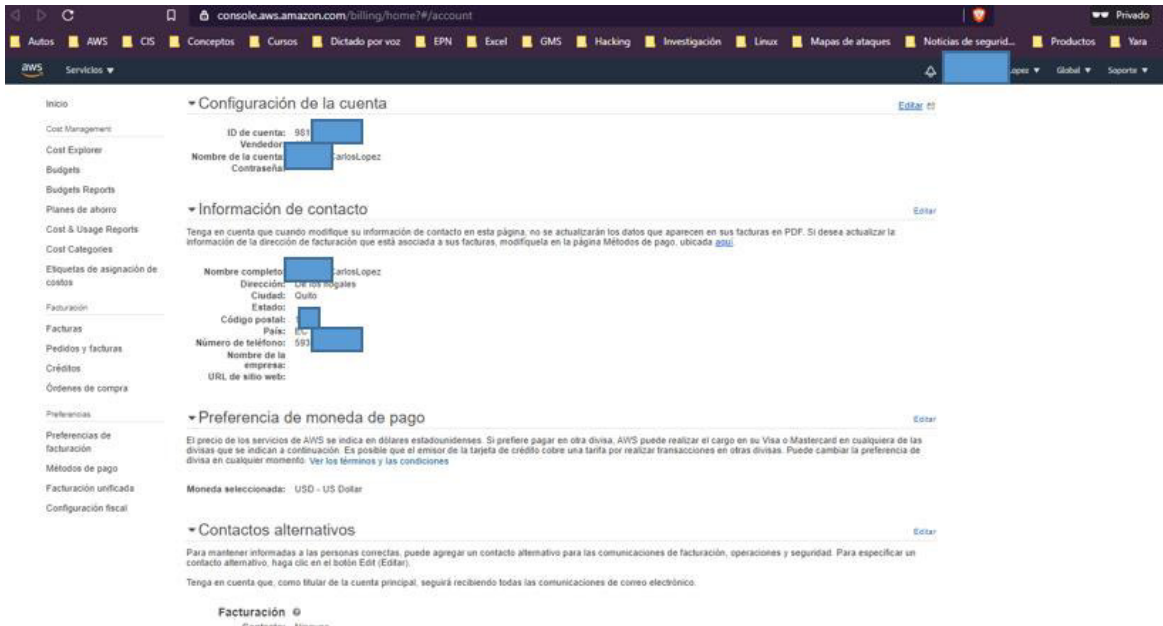 console.aws.amazon.com/billing/home?#/account
Privado
Autos AWS CIS Conceptos Cursos Dictado por voz EPN Excel GMS Hacking Investigación Linux Mapas de ataques Noticias de segurid... Productos Yara
aws Servicios Lopez Global Soporte
Inicio
Cost Management
Cost Explorer
Budgets
Budgets Reports
Planes de ahorro
Cost & Usage Reports
Cost Categories
Etiquetas de asignación de
costos
Facturación
Facturas
Pedidos y facturas
Créditos
Órdenes de compra
Preferencias
Preferencias de
facturación
Métodos de pago
Facturación unificada
Configuración fiscal
Configuración de la cuenta Editar
ID de cuenta: 981
Vendedor
Nombre de la cuenta CarlosLopez
Contraseña
Información de contacto Editar
Tenga en cuenta que cuando modifique su información de contacto en esta página, no se actualizarán los datos que aparecen en sus facturas en PDF. Si desea actualizar la
información de la dirección de facturación que está asociada a sus facturas, modifíquela en la página Métodos de pago, ubicada aquí
Nombre completo CarlosLopez
Dirección: De los nogales
Ciudad: Quito
Estado:
Código postal: 1
País: EC
Número de teléfono: 593
Nombre de la
empresa:
URL de sitio web:
Preferencia de moneda de pago Editar
El precio de los servicios de AWS se indica en dólares estadounidenses. Si prefiere pagar en otra divisa, AWS puede realizar el cargo en su Visa o Mastercard en cualquiera de las
divisas que se indican a continuación. Es posible que el emisor de la tarjeta de crédito cobre una tarifa por realizar transacciones en otras divisas. Puede cambiar la preferencia de
divisa en cualquier momento. Ver los términos y las condiciones
Moneda seleccionada: USD - US Dollar
Contactos alternativos Editar
Para mantener informadas a las personas correctas, puede agregar un contacto alternativo para las comunicaciones de facturación, operaciones y seguridad. Para especificar un
contacto alternativo, haga clic en el botón Edit (Editar).
Tenga en cuenta que, como titular de la cuenta principal, seguirá recibiendo todas las comunicaciones de correo electrónico.
Facturación